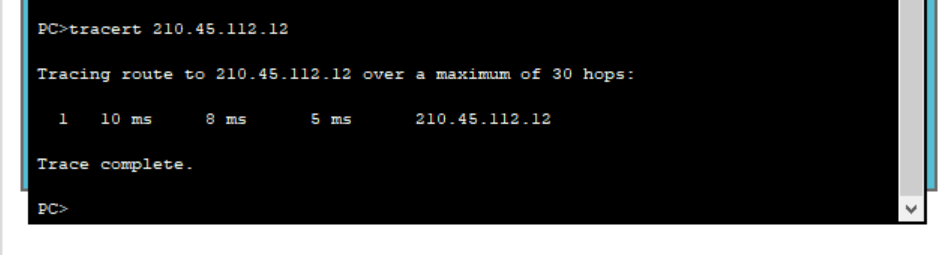 PC>tracert 210.45.112.12
Tracing route to 210.45.112.12 over a maximum of 30 hops:
1 10 ms 8 ms 5 ms 210.45.112.12
Trace complete.
PC>